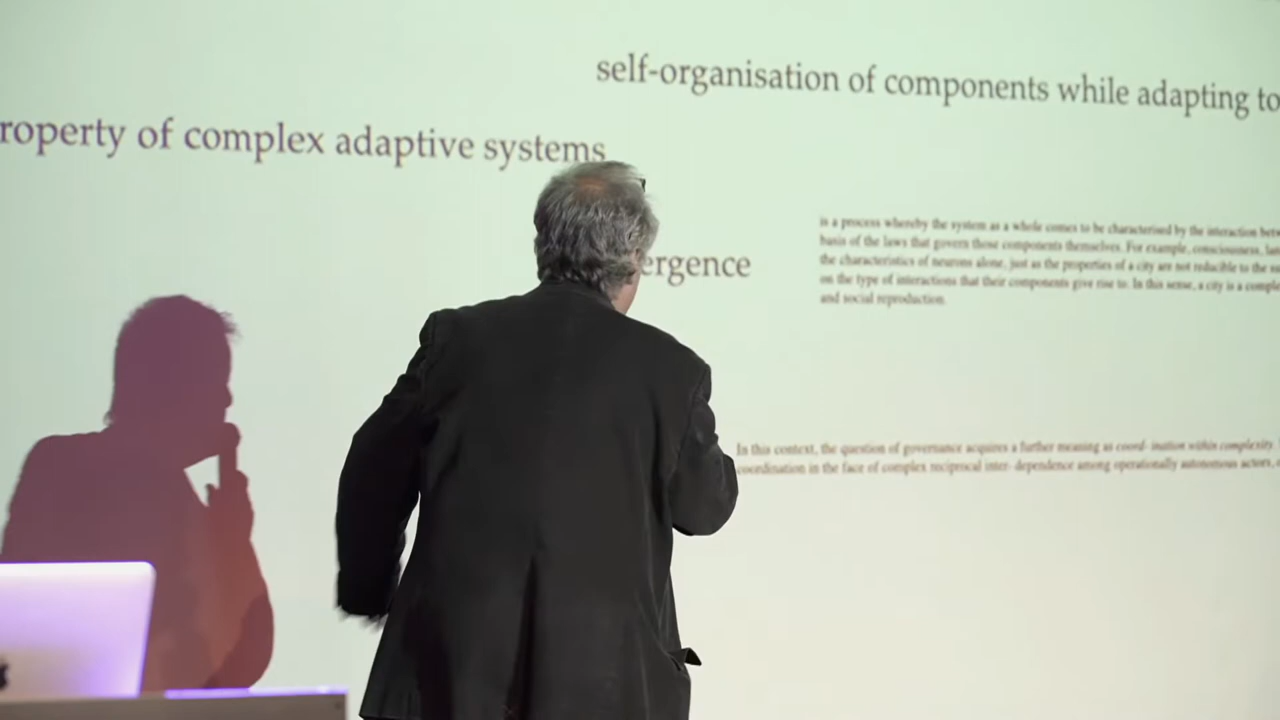 self-organisation of components while adapting to
roperty of complex adaptive systems
ergence
is a process whereby the system as a whole comes to be characterised by the interaction
basis of the laws that govern those components themselves. For example, consciousness,
the characteristics of neurons alone, just as the properties of a city are not reducible to the
on the type of interactions that their components give rise to. In this sense, a city is a
and social reproduction.
In this context, the question of governance acquires a further meaning as coord- ination within complexity.
coordination in the face of complex reciprocal inter- dependence among operationally autonomous actors,